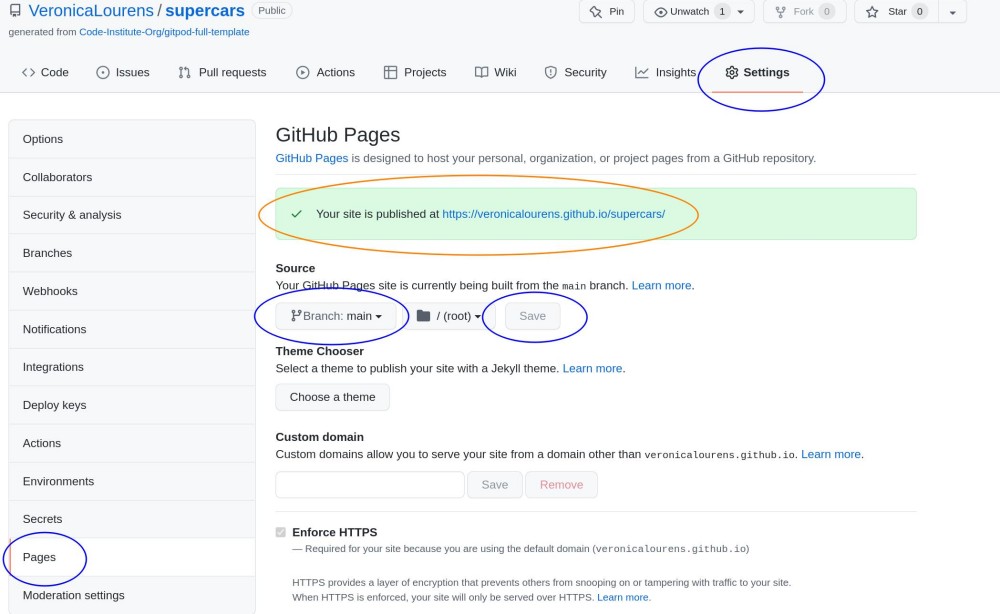 VeronicaLourens / supercars Public
Pin Unwatch 1 Fork 0 Star 0
generated from Code-Institute-Org/gitpod-full-template
Code Issues Pull requests Actions Projects Wiki Security Insights Settings
Options
Collaborators
Security & analysis
Branches
Webhooks
Notifications
Integrations
Deploy keys
Actions
Environments
Secrets
Pages
Moderation settings
GitHub Pages
GitHub Pages is designed to host your personal, organization, or project pages from a GitHub repository.
Your site is published at https://veronicalourens.github.io/supercars/
Source
Your GitHub Pages site is currently being built from the main branch. Learn more.
Branch: main / (root) Save
Theme Chooser
Select a theme to publish your site with a Jekyll theme. Learn more.
Choose a theme
Custom domain
Custom domains allow you to serve your site from a domain other than veronicalourens.github.io. Learn more.
Save Remove
Enforce HTTPS
— Required for your site because you are using the default domain (veronicalourens.github.io)
HTTPS provides a layer of encryption that prevents others from snooping on or tampering with traffic to your site.
When HTTPS is enforced, your site will only be served over HTTPS. Learn more.